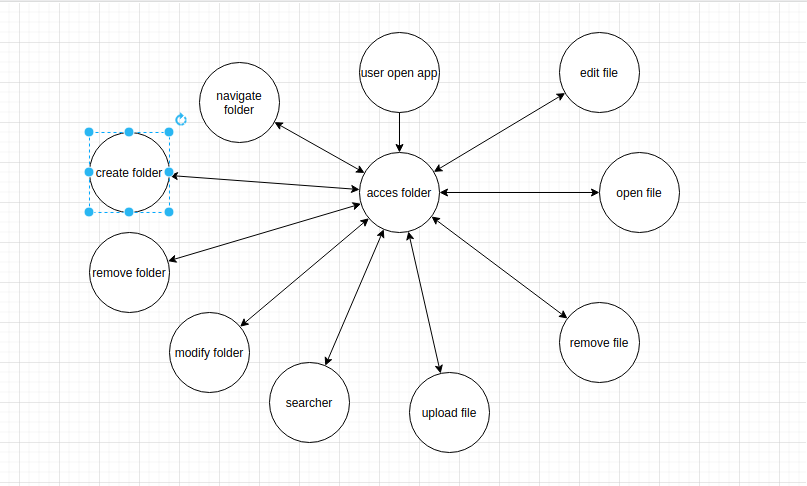 user open app
edit file
navigate
folder
create folder
acces folder
open file
remove folder
modify folder
remove file
searcher
upload file